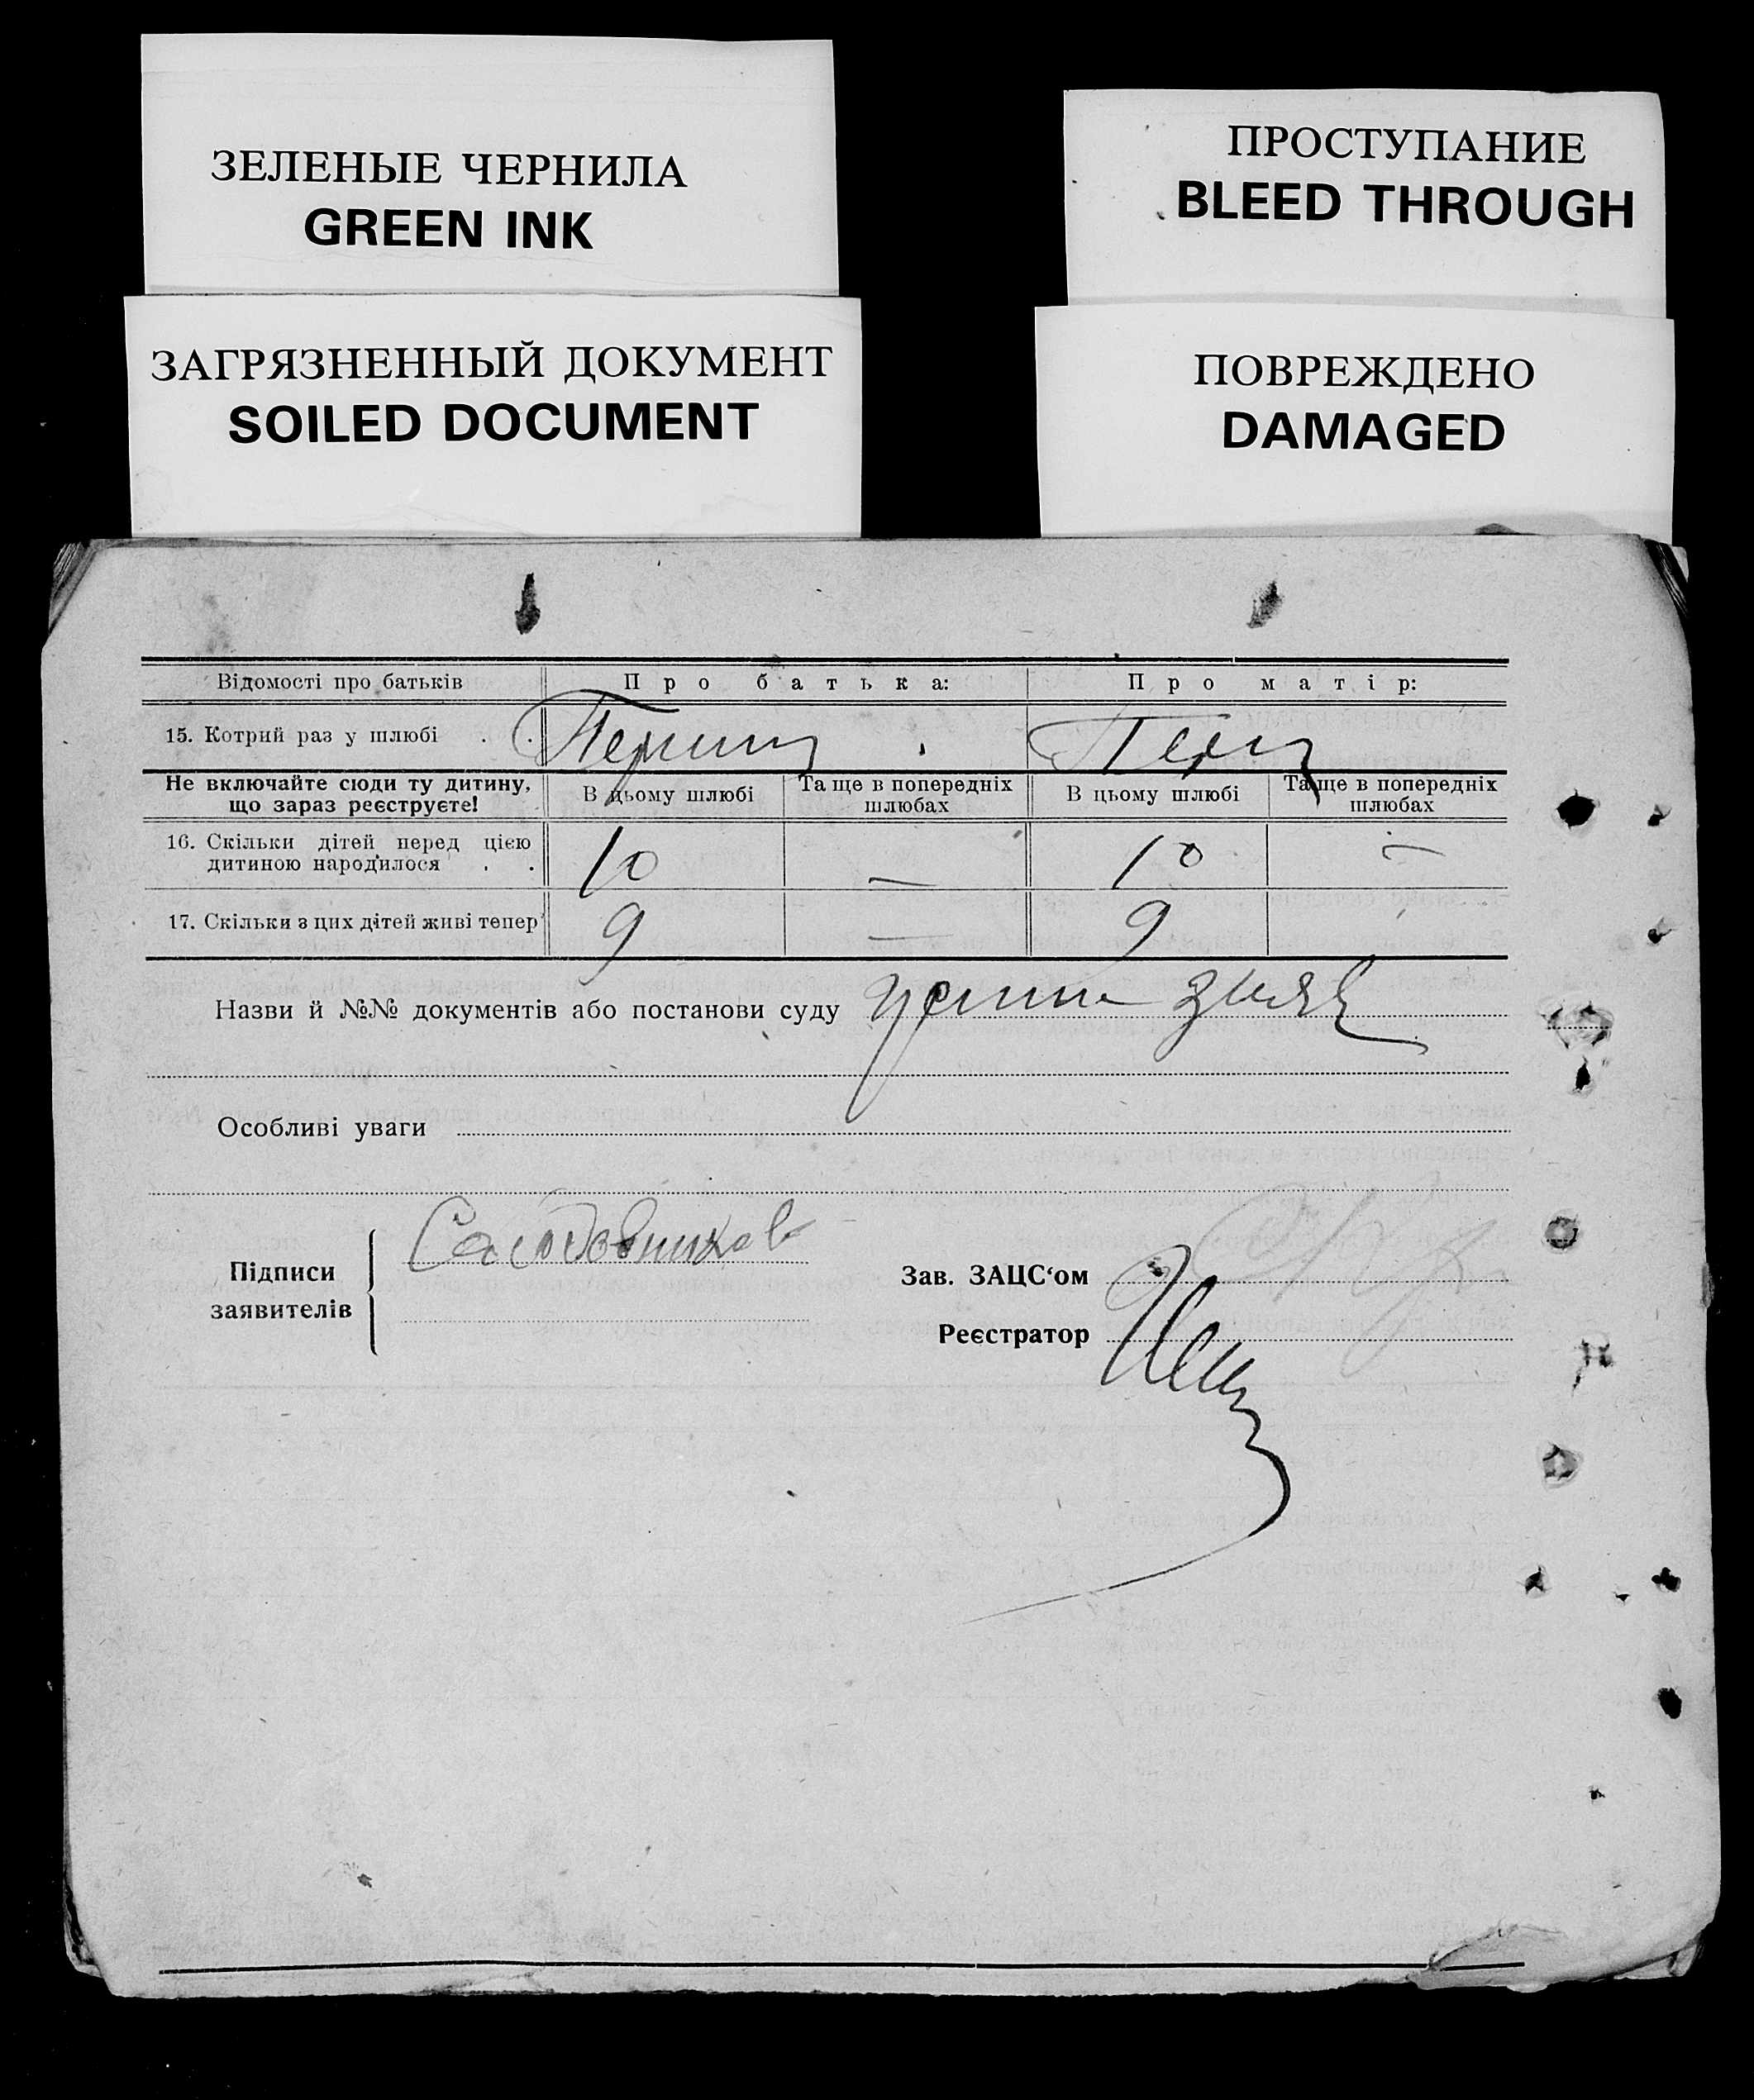 ЗЕЛЕНЫЕ ЧЕРНИЛА
GREEN INK
ПРОСТУПАНИЕ
BLEED THROUGH
ЗАГРЯЗНЕННЫЙ ДОКУМЕНТ
SOILED DOCUMENT
ПОВРЕЖДЕНО
DAMAGED
Відомості про батьків Про батька: Про матір:
15. Котрий раз у шлюбі . .
Не включайте сюди ту дитину, що зараз реєструєте! В цьому шлюбі Та ще в попередніх шлюбах В цьому шлюбі Та ще в попередніх шлюбах
16. Скільки дітей перед цією
дитиною народилося . . 10 — 10 —
17. Скільки з цих дітей живі тепер 9 — 9
Назви й №№ документів або постанови суду
Особливі уваги
Підписи
заявителів
Зав. ЗАЦС‘ом
Реєстратор